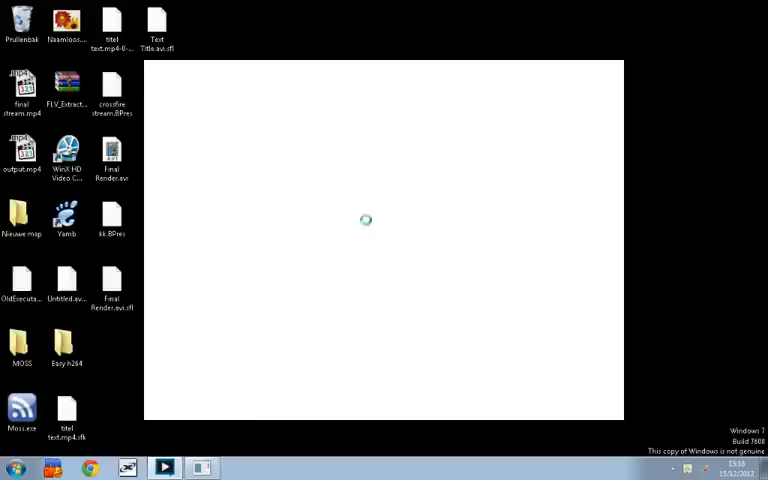 Prullenbak
Naamloos....
titel
text.mp4-0-...
Text
Title.avi.sfl
final
stream.mp4
FLV_Extract...
crossfire
stream.BPres
output.mp4
WinX HD
Video C...
Final
Render.avi
Nieuwe map
Yamb
kk.BPres
OldExecuta...
Untitled.av...
Final
Render.avi.sfl
MOSS
Easy h264
Moss.exe
titel
text.mp4.sfk
Windows 7
Build 7600
This copy of Windows is not genuine
15:18
15/12/2012